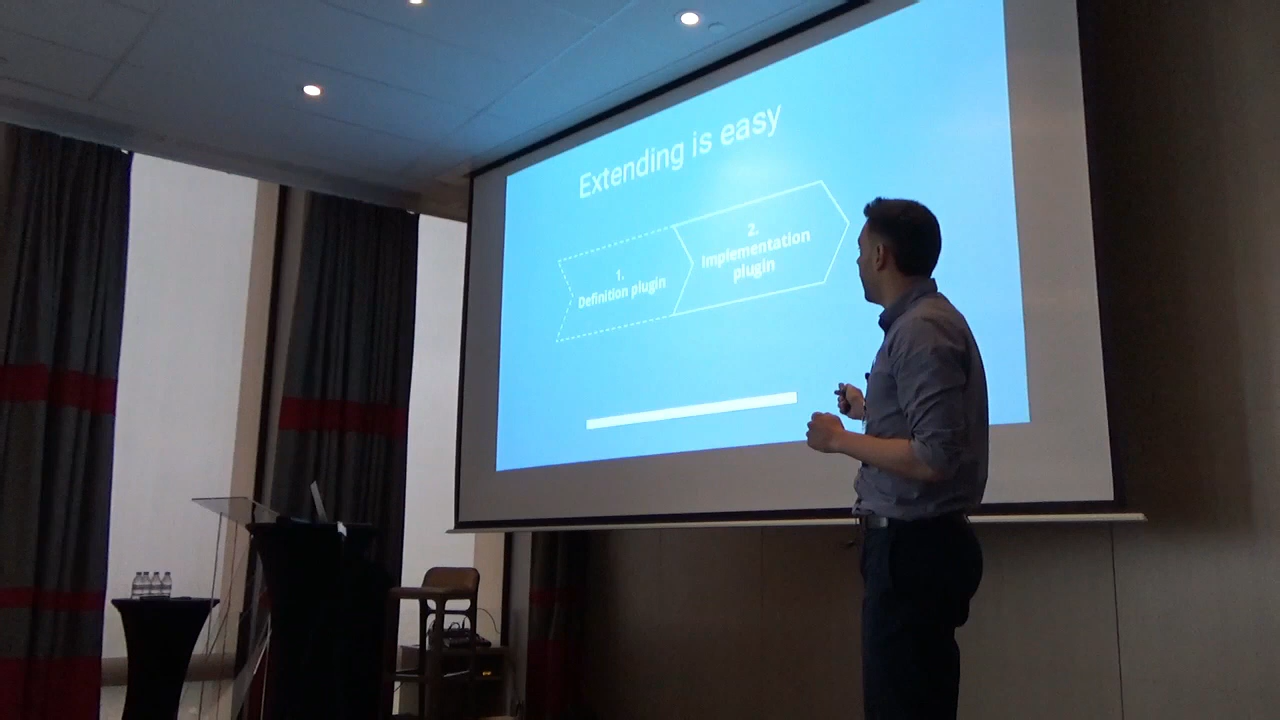 Extending is easy
1.
Definition plugin
2.
Implementation
plugin